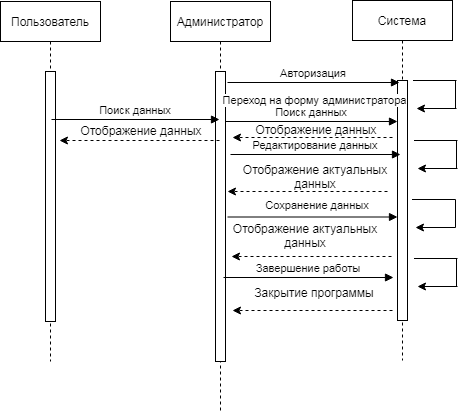 Пользователь
Администратор
Система
Авторизация
Переход на форму администратора
Поиск данных
Поиск данных
Отображение данных
Отображение данных
Редактирование данных
Отображение актуальных
данных
Сохранение данных
Отображение актуальных
данных
Завершение работы
Закрытие программы